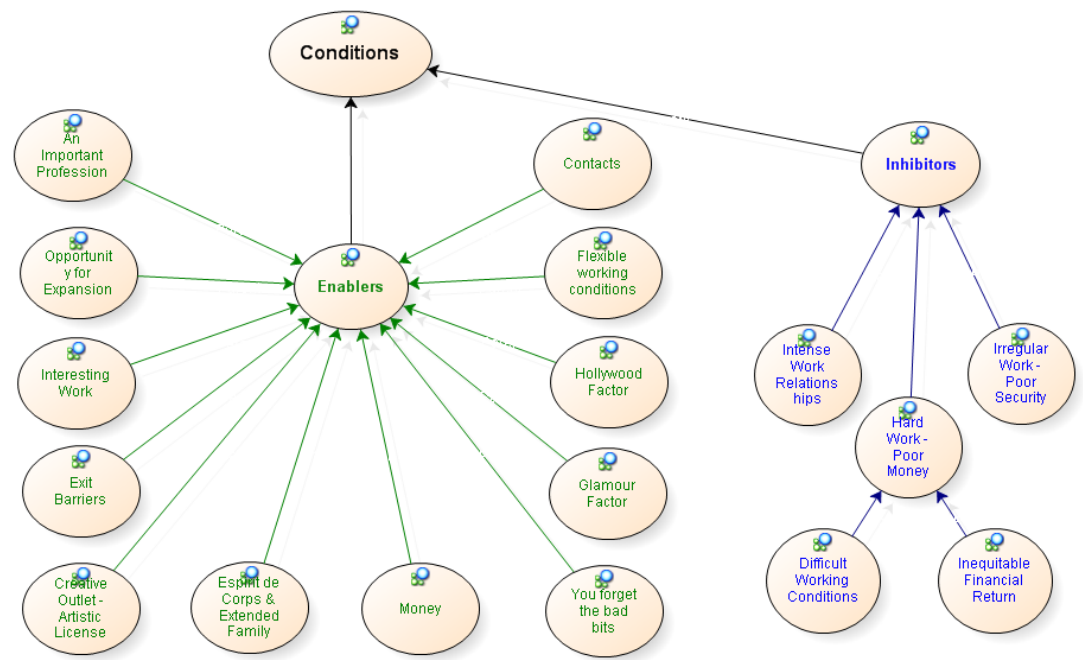 Conditions
An
Important
Profession
Contacts
Inhibitors
Opportunit
y for
Expansion
Enablers
Flexible
working
conditions
Interesting
Work
Hollywood
Factor
Intense
Work
Relations
hips
Irregular
Work -
Poor
Security
Hard
Work -
Poor
Money
Exit
Barriers
Glamour
Factor
Creative
Outlet -
Artistic
License
Esprit de
Corps &
Extended
Family
Money
You forget
the bad
bits
Difficult
Working
Conditions
Inequitable
Financial
Return